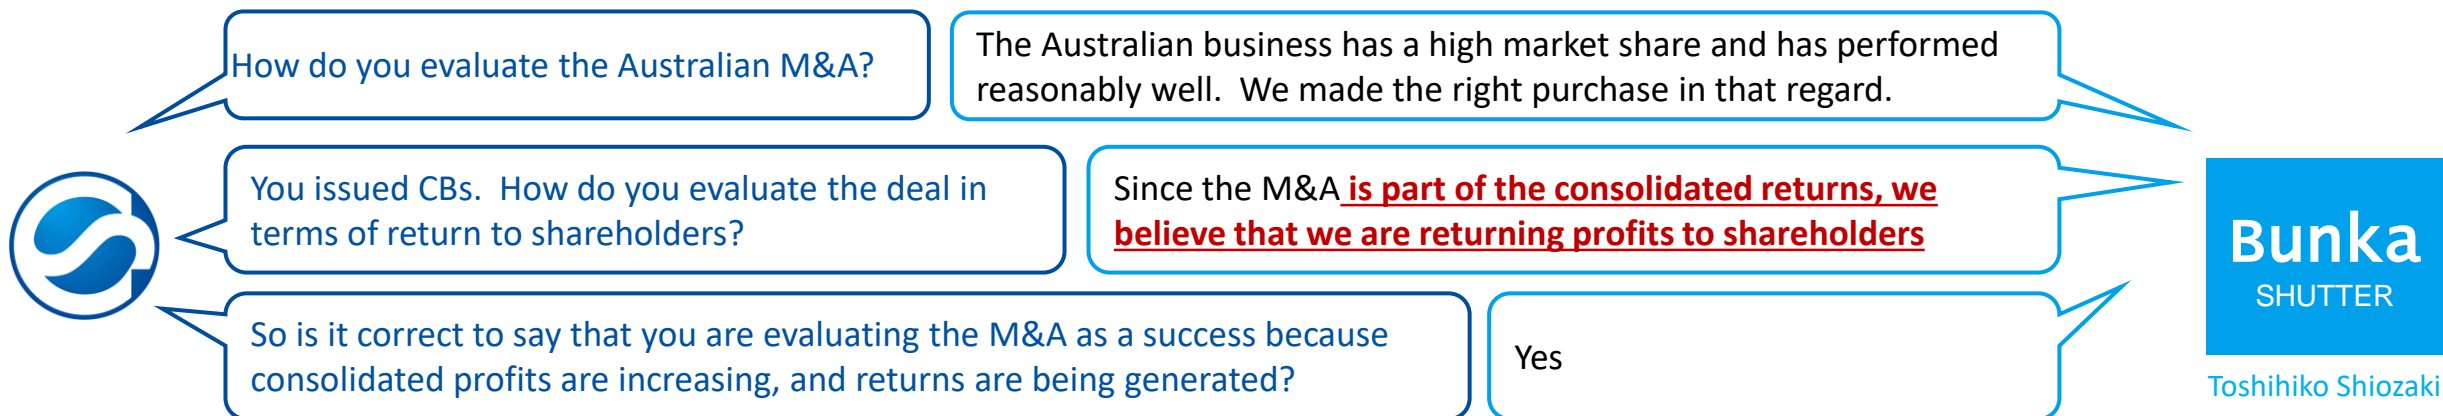 How do you evaluate the Australian M&A?
The Australian business has a high market share and has performed
reasonably well.  We made the right purchase in that regard.
You issued CBs.  How do you evaluate the deal in
terms of return to shareholders?
Since the M&A is part of the consolidated returns, we
believe that we are returning profits to shareholders
So is it correct to say that you are evaluating the M&A as a success because
consolidated profits are increasing, and returns are being generated?
Yes
Bunka
SHUTTER
Toshihiko Shiozaki